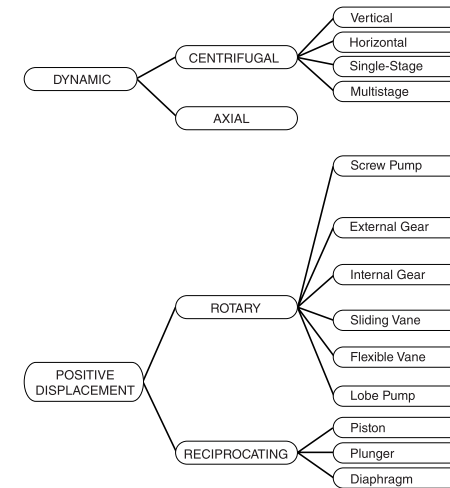 DYNAMIC
CENTRIFUGAL
Vertical
Horizontal
Single-Stage
Multistage
AXIAL
POSITIVE
DISPLACEMENT
ROTARY
Screw Pump
External Gear
Internal Gear
Sliding Vane
Flexible Vane
Lobe Pump
RECIPROCATING
Piston
Plunger
Diaphragm